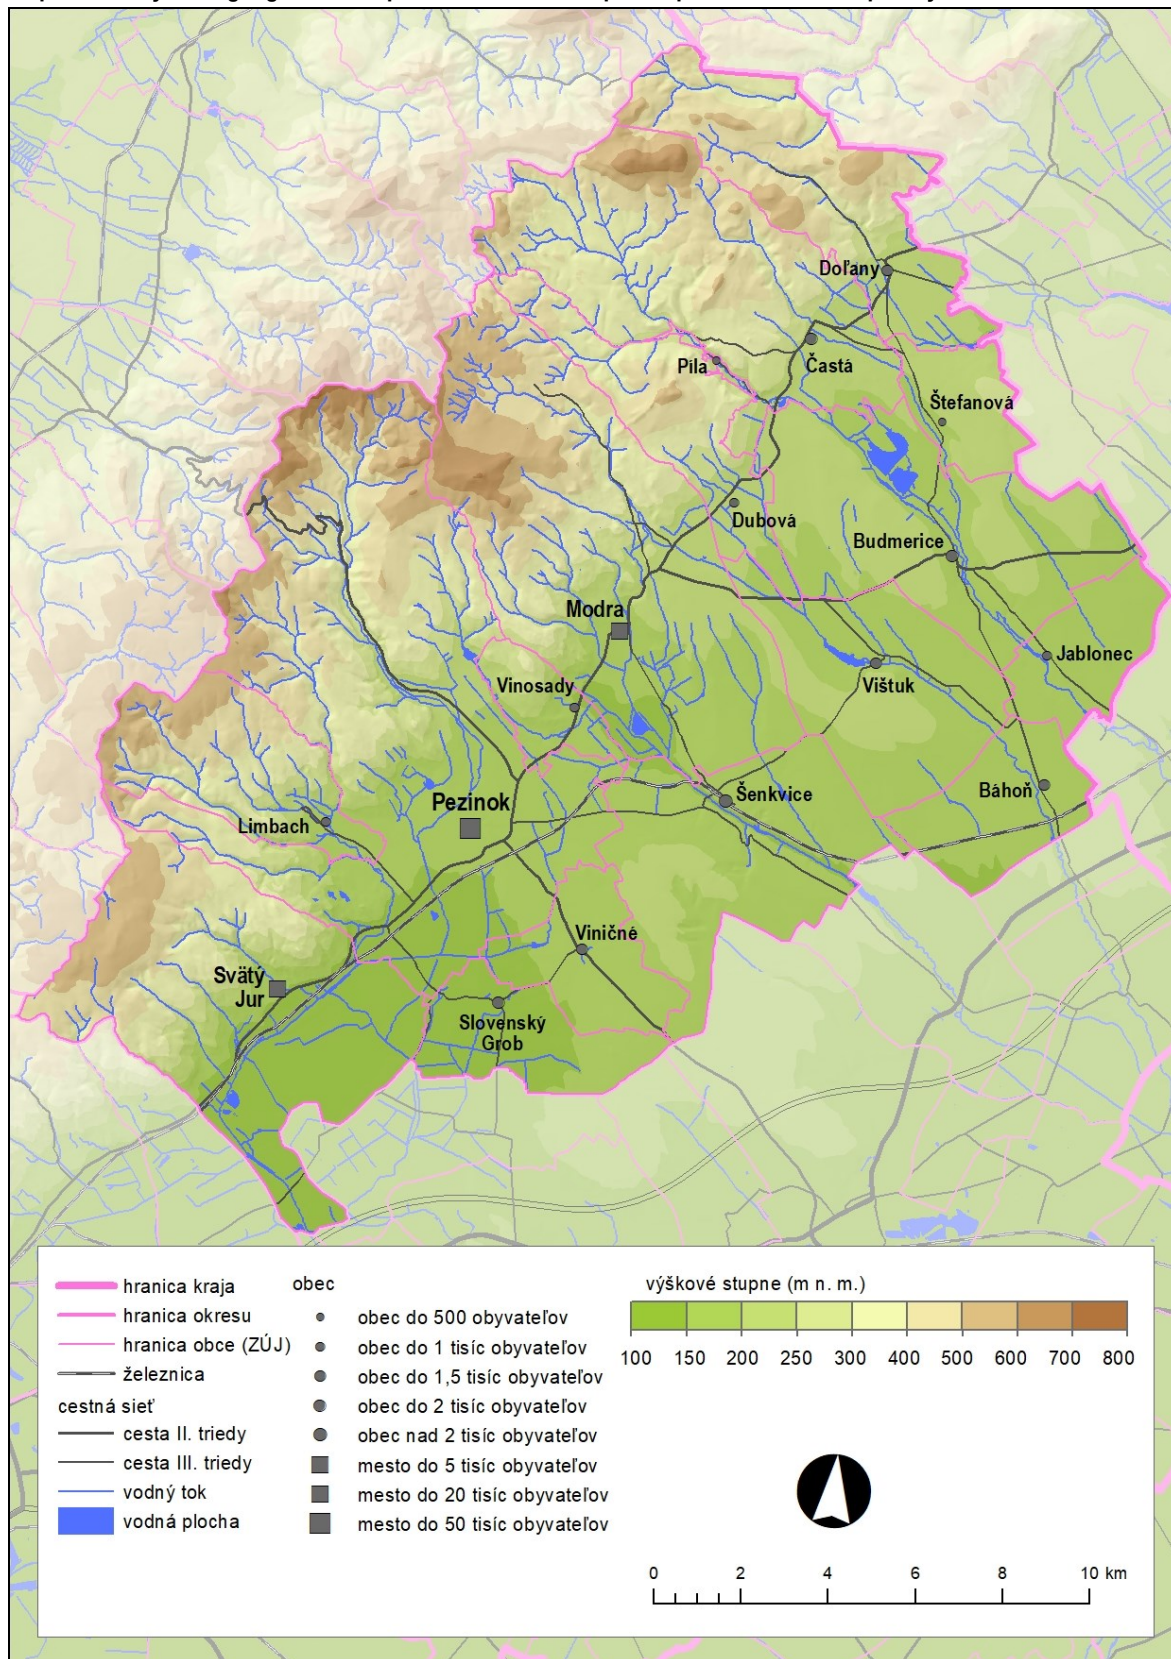 Doľany
Častá
Píla
Štefanová
Dubová
Budmerice
Modra
Jablonec
Vištuk
Vinosady
Báhoň
Šenkvice
Pezinok
Limbach
Viničné
Svätý
Jur
Slovenský
Grob
hranica kraja
hranica okresu
hranica obce (ZÚJ)
železnica
cestná sieť
cesta II. triedy
cesta III. triedy
vodný tok
vodná plocha
obec
obec do 500 obyvateľov
obec do 1 tisíc obyvateľov
obec do 1,5 tisíc obyvateľov
obec do 2 tisíc obyvateľov
obec nad 2 tisíc obyvateľov
mesto do 5 tisíc obyvateľov
mesto do 20 tisíc obyvateľov
mesto do 50 tisíc obyvateľov
výškové stupne (m n. m.)
100 150 200 250 300 400 500 600 700 800
0 2 4 6 8 10 km